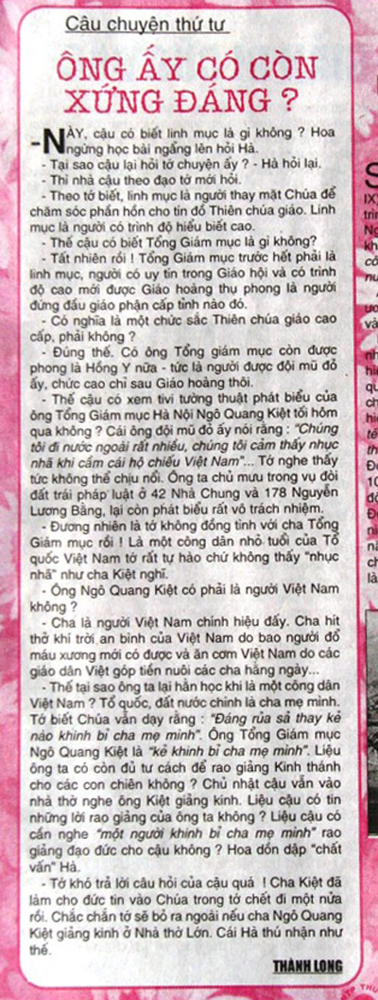 Câu chuyện thứ tư
ÔNG ẤY CÓ CÒN
XỨNG ĐÁNG ?
-NÀY, cậu có biết linh mục là gì không ? Hoa
ngừng học bài ngẩng lên hỏi Hà.
- Tại sao cậu lại hỏi tớ chuyện ấy ? - Hà hỏi lại.
- Thì nhà cậu theo đạo tớ mới hỏi.
- Theo tớ biết, linh mục là người thay mặt Chúa để
chăm sóc phần hồn cho tín đồ Thiên chúa giáo. Linh
mục là người có trình độ hiểu biết cao.
- Thế cậu có biết Tổng Giám mục là gì không?
- Tất nhiên rồi ! Tổng Giám mục trước hết phải là
linh mục, người có uy tín trong Giáo hội và có trình
độ cao mới được Giáo hoàng thụ phong là người
đứng đầu giáo phận cấp tỉnh nào đó.
- Có nghĩa là một chức sắc Thiên chúa giáo cao
cấp, phải không ?
- Đúng thế. Có ông Tổng giám mục còn được
phong là Hồng Y nữa - tức là người được đội mũ đỏ
ấy, chức cao chỉ sau Giáo hoàng thôi.
- Thế cậu có xem tivi tường thuật phát biểu của
ông Tổng Giám mục Hà Nội Ngô Quang Kiệt tối hôm
qua không ? Cái ông đội mũ đỏ ấy nói rằng : "Chúng
tôi đi nước ngoài rất nhiều, chúng tôi cảm thấy nhục
nhã khi cầm cái hộ chiếu Việt Nam"... Tớ nghe thấy
tức không thể chịu nổi. Ông ta chủ mưu trong vụ đòi
đất trái pháp luật ở 42 Nhà Chung và 178 Nguyễn
Lương Bằng, lại còn phát biểu rất vô trách nhiệm.
- Đương nhiên là tớ không đồng tình với cha Tổng
Giám mục rồi ! Là một công dân nhỏ tuổi của Tổ
quốc Việt Nam tớ rất tự hào chứ không thấy "nhục
nhã" như cha Kiệt nghĩ.
- Ông Ngô Quang Kiệt có phải là người Việt Nam
không ?
- Cha là người Việt Nam chính hiệu đấy. Cha hít
thở khí trời an bình của Việt Nam do bao người đổ
máu xương mới có được và ăn cơm Việt Nam do các
giáo dân Việt góp tiền nuôi các cha hằng ngày...
- Thế tại sao ông ta lại hằn học khi là một công dân
Việt Nam ? Tổ quốc, đất nước chính là cha mẹ mình.
Tớ biết Chúa vẫn dạy rằng : "Đáng rủa sả thay kẻ
nào khinh bỉ cha mẹ mình". Ông Tổng Giám mục
Ngô Quang Kiệt là "kẻ khinh bỉ cha mẹ mình". Liệu
ông ta có còn đủ tư cách để rao giảng Kinh thánh
cho các con chiên không ? Chủ nhật cậu vẫn vào
nhà thờ nghe ông Kiệt giảng kinh. Liệu cậu có tin
những lời rao giảng của ông ta không ? Liệu cậu có
cần nghe "một người khinh bỉ cha mẹ mình" rao
giảng đạo đức cho cậu không ? Hoa dồn dập "chất
vấn" Hà.
- Tớ khó trả lời câu hỏi của cậu quá ! Cha Kiệt đã
làm cho đức tin vào Chúa trong tớ chết đi một nửa
rồi. Chắc chắn tớ sẽ bỏ ra ngoài nếu cha Ngô Quang
Kiệt giảng kinh ở Nhà thờ Lớn. Cái Hà thú nhận như
thế.
THÀNH LONG